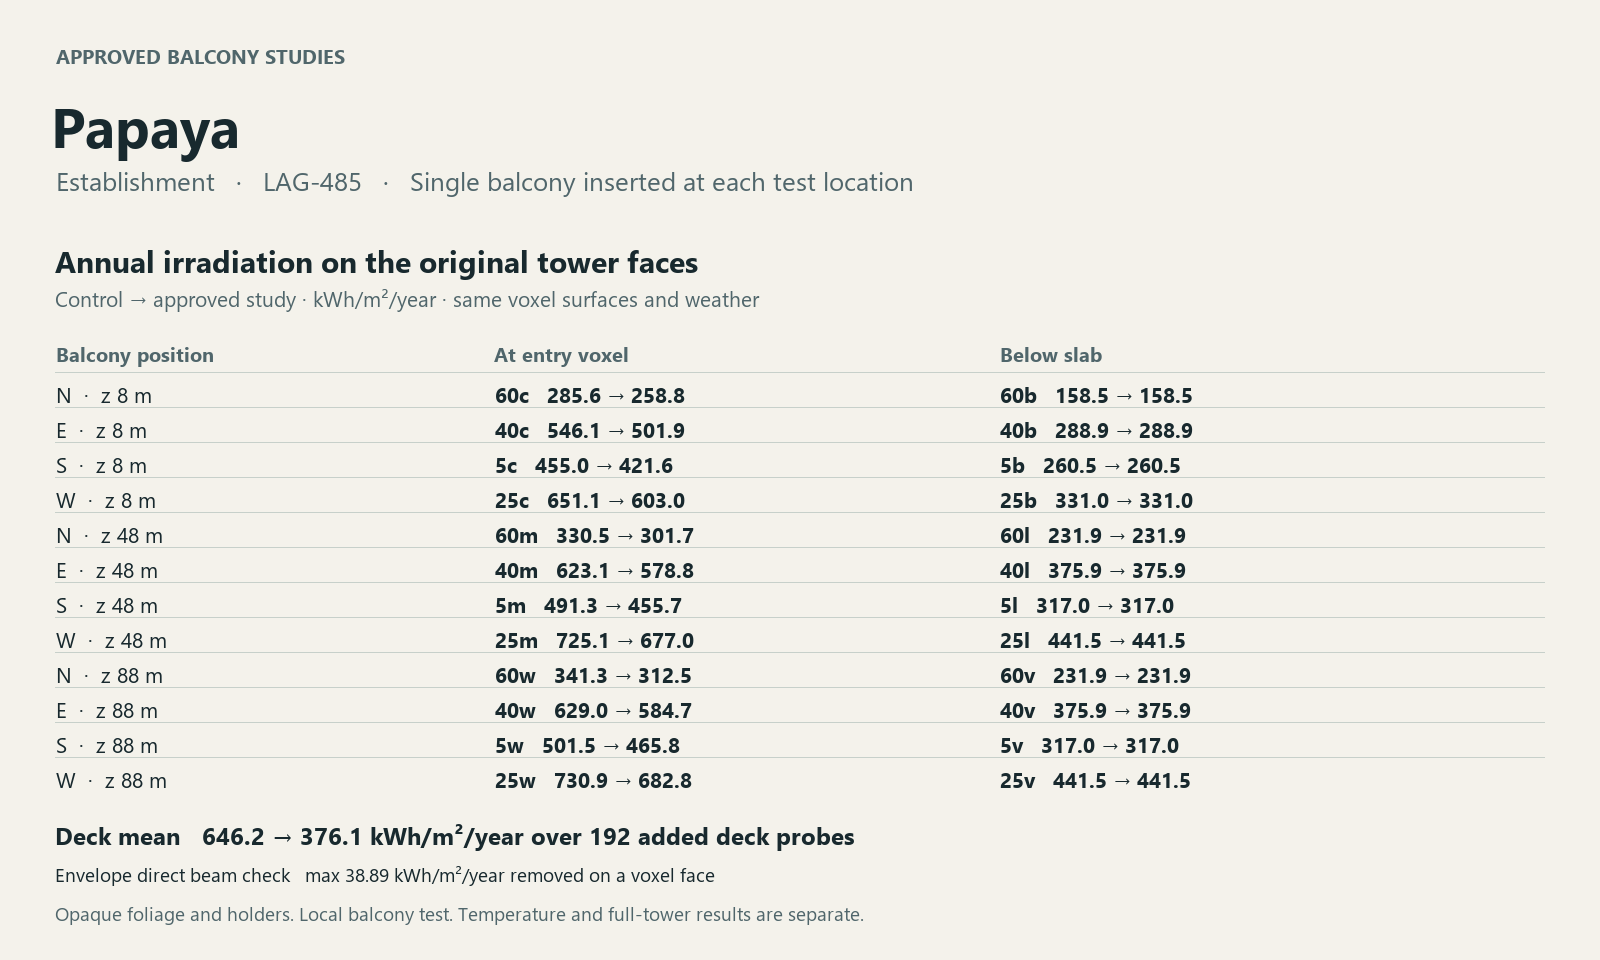 APPROVED BALCONY STUDIES
Papaya
Establishment · LAG-485 · Single balcony inserted at each test location
Annual irradiation on the original tower faces
Control → approved study · kWh/m²/year · same voxel surfaces and weather
Balcony position At entry voxel Below slab
N · z 8 m 60c 285.6 → 258.8 60b 158.5 → 158.5
E · z 8 m 40c 546.1 → 501.9 40b 288.9 → 288.9
S · z 8 m 5c 455.0 → 421.6 5b 260.5 → 260.5
W · z 8 m 25c 651.1 → 603.0 25b 331.0 → 331.0
N · z 48 m 60m 330.5 → 301.7 60l 231.9 → 231.9
E · z 48 m 40m 623.1 → 578.8 40l 375.9 → 375.9
S · z 48 m 5m 491.3 → 455.7 5l 317.0 → 317.0
W · z 48 m 25m 725.1 → 677.0 25l 441.5 → 441.5
N · z 88 m 60w 341.3 → 312.5 60v 231.9 → 231.9
E · z 88 m 40w 629.0 → 584.7 40v 375.9 → 375.9
S · z 88 m 5w 501.5 → 465.8 5v 317.0 → 317.0
W · z 88 m 25w 730.9 → 682.8 25v 441.5 → 441.5
Deck mean 646.2 → 376.1 kWh/m²/year over 192 added deck probes
Envelope direct beam check max 38.89 kWh/m²/year removed on a voxel face
Opaque foliage and holders. Local balcony test. Temperature and full-tower results are separate.